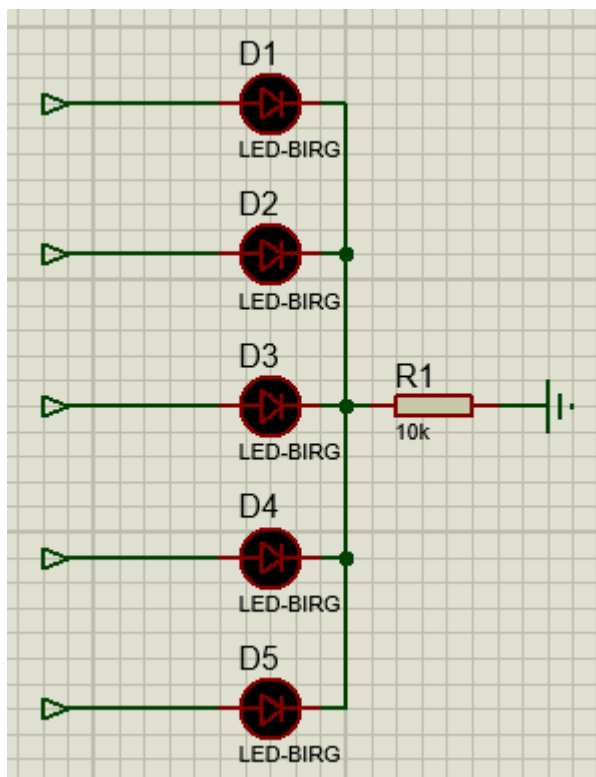 D1
LED-BIRG
D2
LED-BIRG
D3
LED-BIRG
R1
10k
D4
LED-BIRG
D5
LED-BIRG